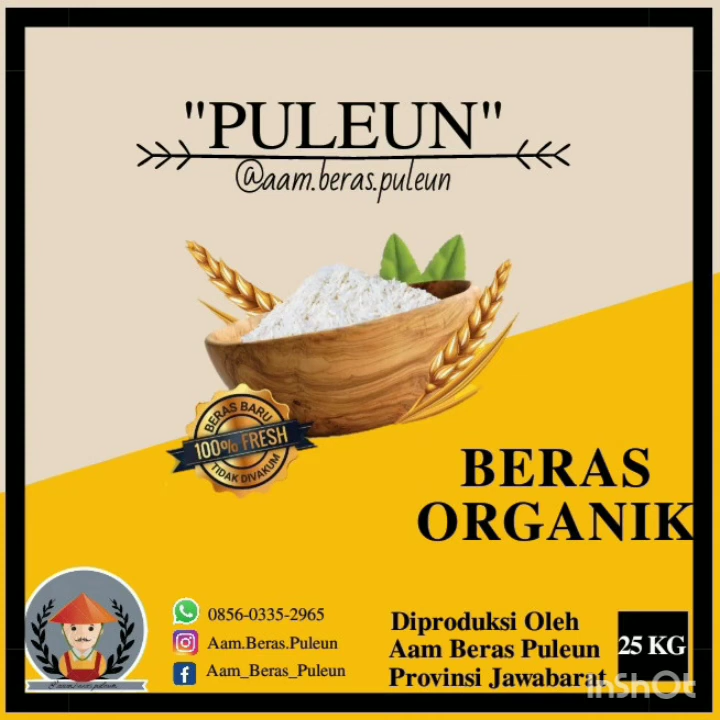 "PULEUN"
@aam.beras.puleun
BERAS BARU
100% FRESH
TIDAK DIVAKUM
BERAS
ORGANIK
0856-0335-2965
Aam.Beras.Puleun
Aam_Beras_Puleun
Diproduksi Oleh
Aam Beras Puleun
Provinsi Jawabarat
25 KG
InShOt